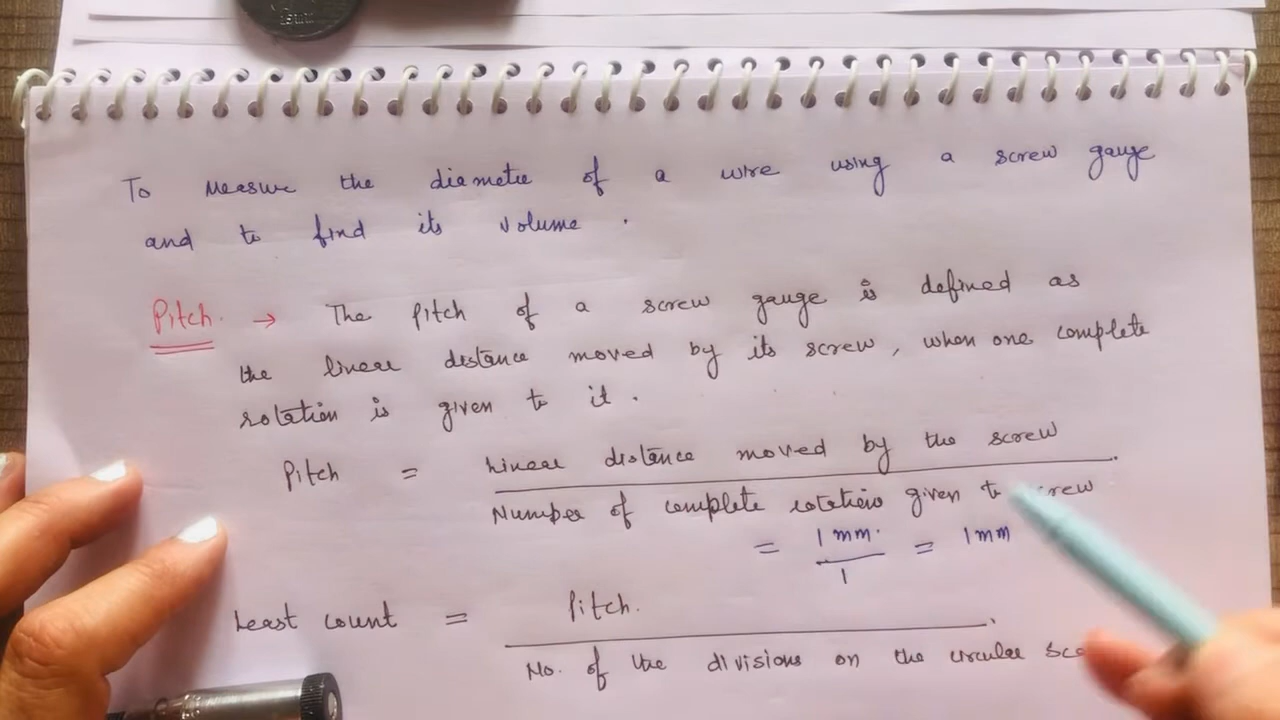 To measure the diameter of a wire using a screw gauge
and to find its volume .
Pitch. → The pitch of a screw gauge is defined as
the linear distance moved by its screw, when one complete
rotation is given to it .
Pitch = Linear distance moved by the screw
Number of complete rotations given to screw
= 1 mm. / 1 = 1 mm
Least count = Pitch.
No. of the divisions on the circular sca